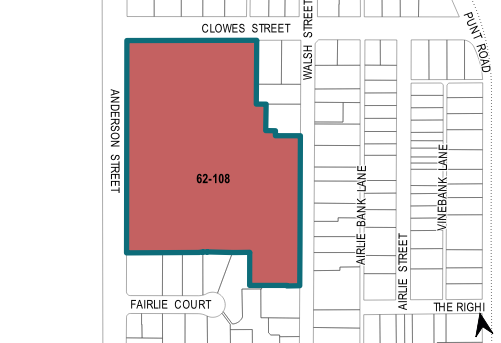 CLOWES STREET
WALSH STREET
PUNT ROAD
ANDERSON STREET
62-108
AIRLIE BANK LANE
VINEBANK LANE
AIRLIE STREET
FAIRLIE COURT
THE RIGHI